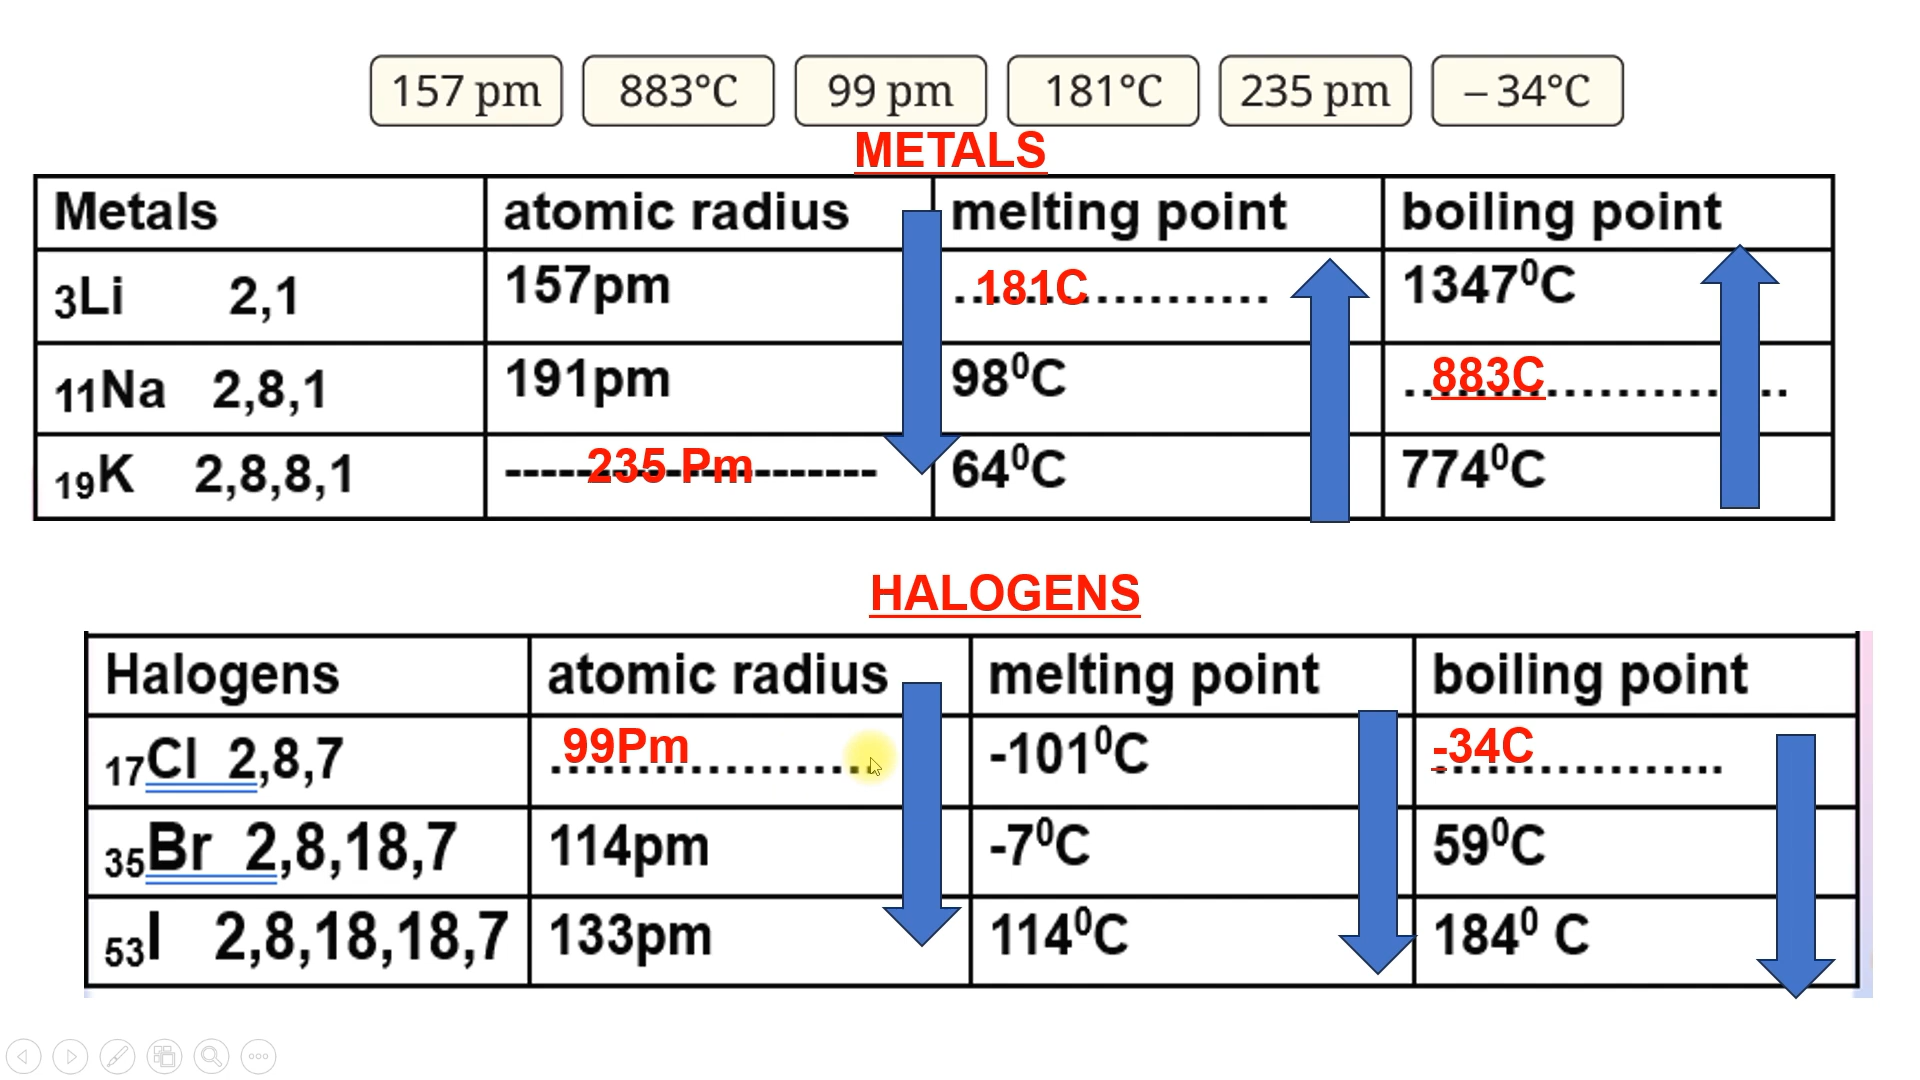 157 pm 883°C 99 pm 181°C 235 pm – 34°C
METALS
Metals atomic radius melting point boiling point
₃Li 2,1 157pm ..181C............. 1347⁰C
₁₁Na 2,8,1 191pm 98⁰C ..883C..................
₁₉K 2,8,8,1 -----235 Pm------- 64⁰C 774⁰C
HALOGENS
Halogens atomic radius melting point boiling point
₁₇Cl 2,8,7 99Pm................. -101⁰C -34C.................
₃₅Br 2,8,18,7 114pm -7⁰C 59⁰C
₅₃I 2,8,18,18,7 133pm 114⁰C 184⁰ C